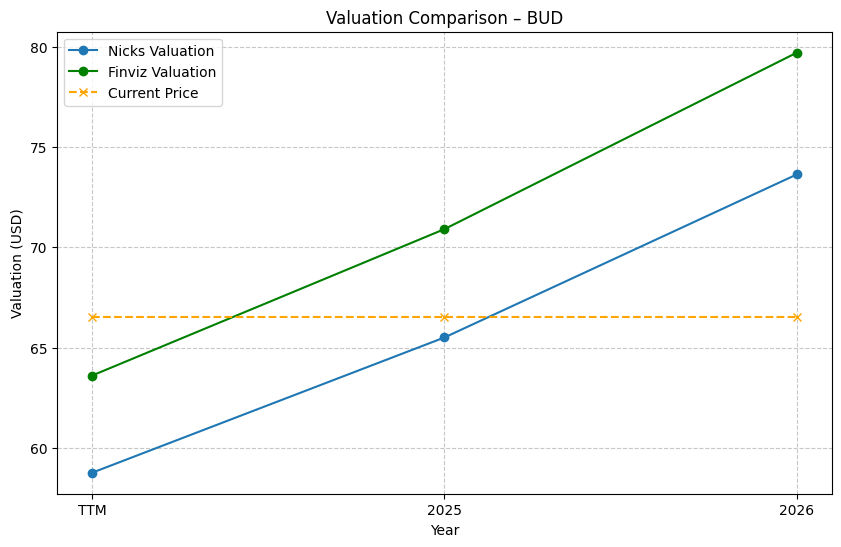 Valuation Comparison – BUD
Nicks Valuation
Finviz Valuation
Current Price
Valuation (USD)
80
75
70
65
60
TTM
2025
2026
Year